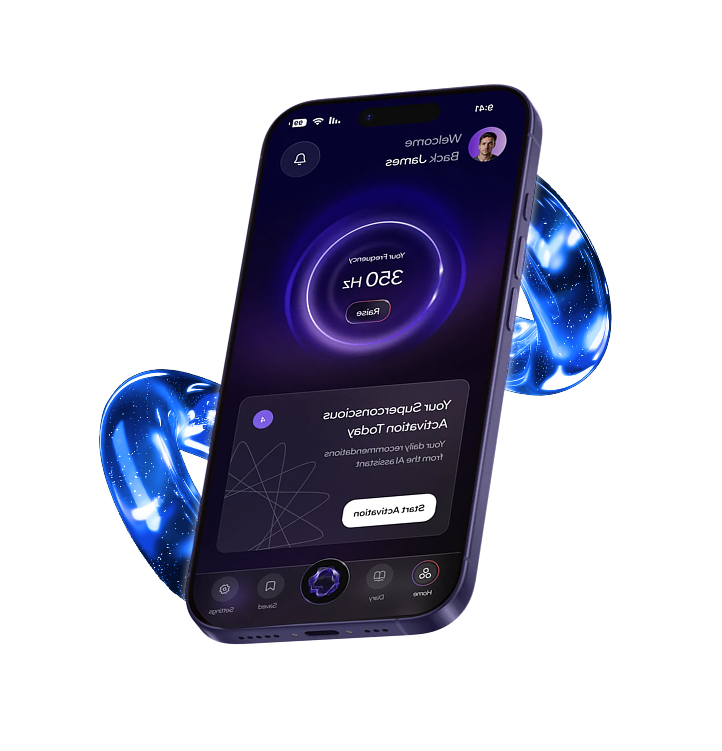 9:41
99
Welcome
Back James
Your Frequency
350 Hz
Raise
Your Superconscious
Activation Today
4
Your daily recommendations
from the AI assistant
Start Activation
Home
Diary
Saved
Settings